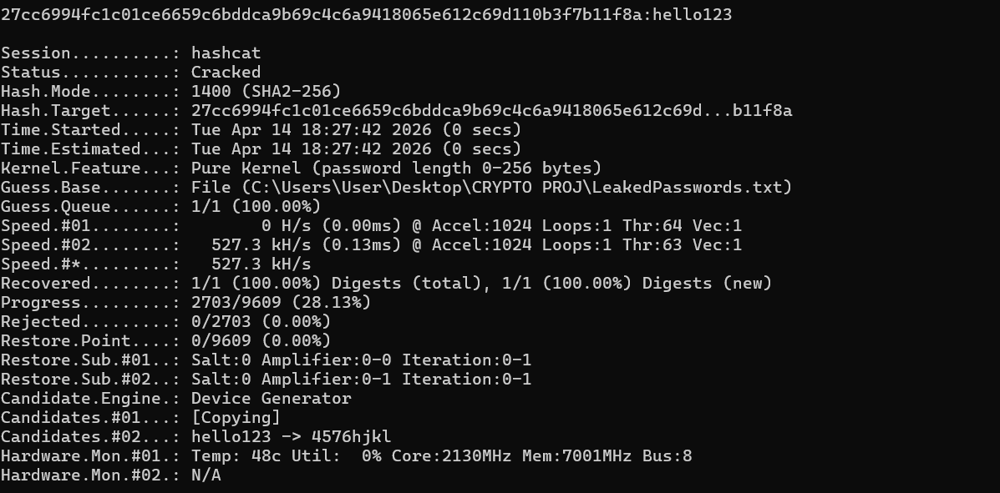 27cc6994fc1c01ce6659c6bddca9b69c4c6a9418065e612c69d110b3f7b11f8a:hello123
Session..........: hashcat
Status...........: Cracked
Hash.Mode........: 1400 (SHA2-256)
Hash.Target......: 27cc6994fc1c01ce6659c6bddca9b69c4c6a9418065e612c69d...b11f8a
Time.Started.....: Tue Apr 14 18:27:42 2026 (0 secs)
Time.Estimated...: Tue Apr 14 18:27:42 2026 (0 secs)
Kernel.Feature...: Pure Kernel (password length 0-256 bytes)
Guess.Base.......: File (C:\Users\User\Desktop\CRYPTO PROJ\LeakedPasswords.txt)
Guess.Queue......: 1/1 (100.00%)
Speed.#01........:        0 H/s (0.00ms) @ Accel:1024 Loops:1 Thr:64 Vec:1
Speed.#02........:   527.3 kH/s (0.13ms) @ Accel:1024 Loops:1 Thr:63 Vec:1
Speed.#*.........:   527.3 kH/s
Recovered........: 1/1 (100.00%) Digests (total), 1/1 (100.00%) Digests (new)
Progress.........: 2703/9609 (28.13%)
Rejected.........: 0/2703 (0.00%)
Restore.Point....: 0/9609 (0.00%)
Restore.Sub.#01..: Salt:0 Amplifier:0-0 Iteration:0-1
Restore.Sub.#02..: Salt:0 Amplifier:0-1 Iteration:0-1
Candidate.Engine.: Device Generator
Candidates.#01...: [Copying]
Candidates.#02...: hello123 -> 4576hjkl
Hardware.Mon.#01.: Temp: 48c Util:  0% Core:2130MHz Mem:7001MHz Bus:8
Hardware.Mon.#02.: N/A